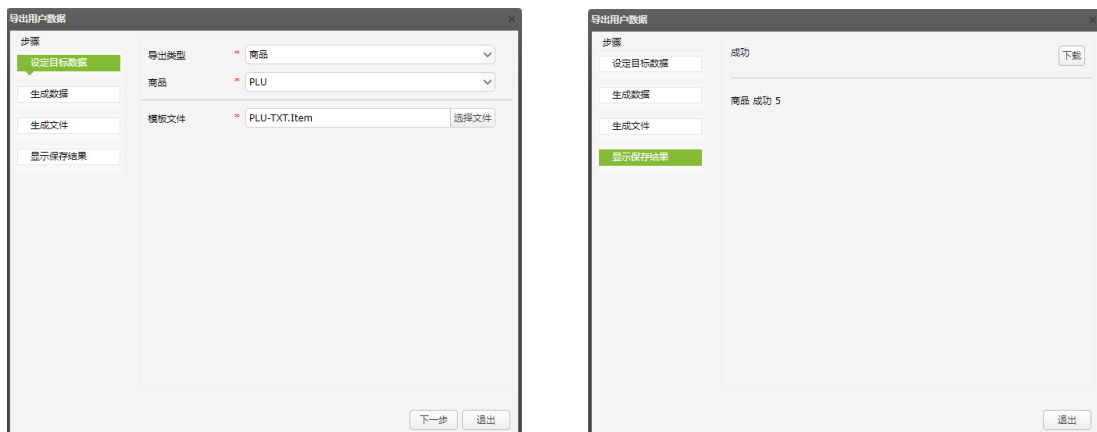 导出用户数据
步骤
设定目标数据
生成数据
生成文件
显示保存结果
导出类型 * 商品
商品 * PLU
模板文件 * PLU-TXT.Item 选择文件
下一步 退出
导出用户数据
步骤
设定目标数据
生成数据
生成文件
显示保存结果
成功 下载
商品 成功 5
退出